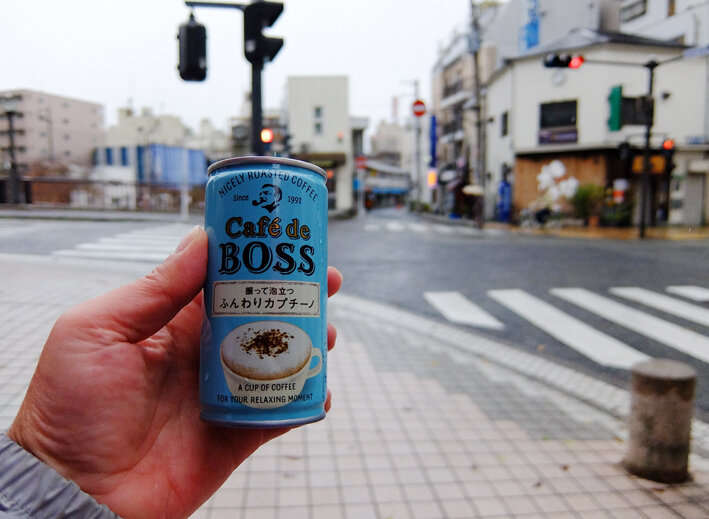 NICELY ROASTED COFFEE
Since 1992
Café de
BOSS
振って泡立つ
ふんわりカプチーノ
A CUP OF COFFEE
FOR YOUR RELAXING MOMENT